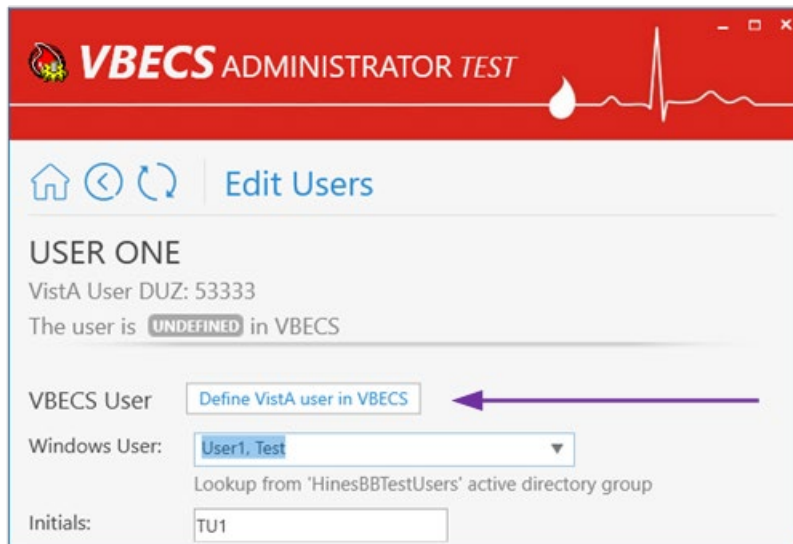 VBECS ADMINISTRATOR TEST
Edit Users
USER ONE
VistA User DUZ: 53333
The user is UNDEFINED in VBECS
VBECS User Define VistA user in VBECS
Windows User: User1, Test
Lookup from 'HinesBBTestUsers' active directory group
Initials: TU1